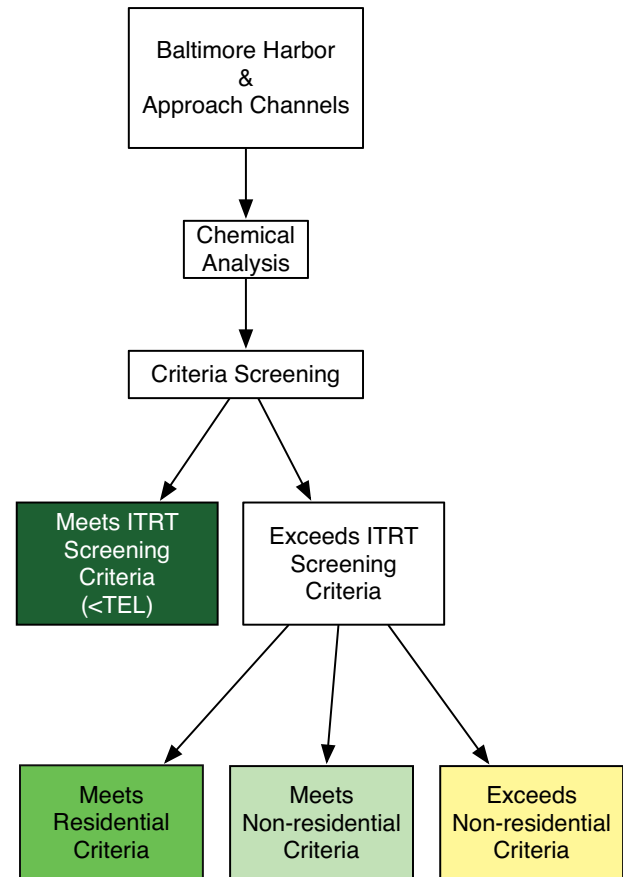 Baltimore Harbor
&
Approach Channels
Chemical
Analysis
Criteria Screening
Meets ITRT
Screening
Criteria
(<TEL)
Exceeds ITRT
Screening
Criteria
Meets
Residential
Criteria
Meets
Non-residential
Criteria
Exceeds
Non-residential
Criteria